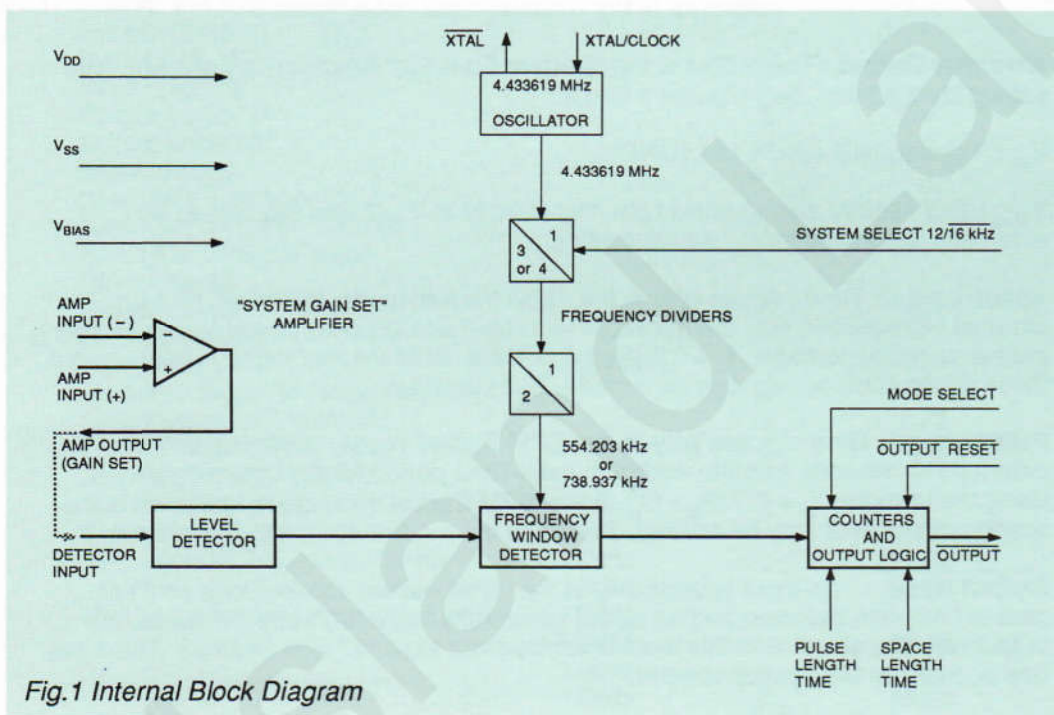 XTAL
XTAL/CLOCK
V_DD
4.433619 MHz
OSCILLATOR
V_SS
4.433619 MHz
V_BIAS
SYSTEM SELECT 12/16 kHz
1
3
or 4
AMP
INPUT (−)
"SYSTEM GAIN SET"
AMPLIFIER
FREQUENCY DIVIDERS
−
+
AMP
INPUT (+)
1
2
MODE SELECT
AMP OUTPUT
(GAIN SET)
554.203 kHz
or
738.937 kHz
OUTPUT RESET
LEVEL
DETECTOR
FREQUENCY
WINDOW
DETECTOR
COUNTERS
AND
OUTPUT LOGIC
DETECTOR
INPUT
OUTPUT
PULSE
LENGTH
TIME
SPACE
LENGTH
TIME
Fig.1 Internal Block Diagram